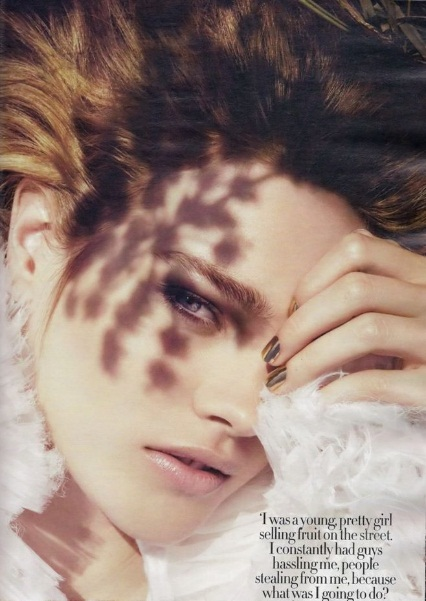 'I was a young, pretty girl
selling fruit on the street.
I constantly had guys
hassling me, people
stealing from me, because
what was I going to do?